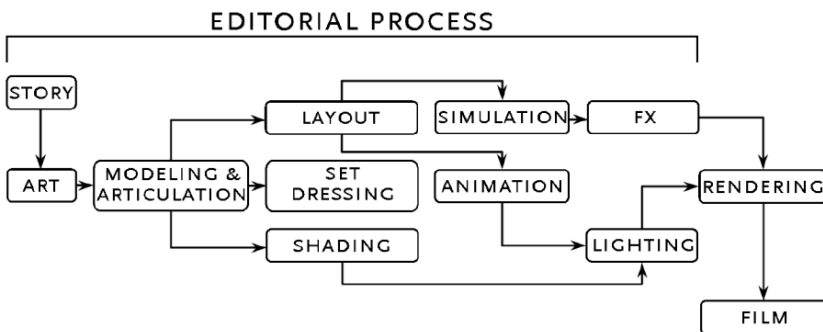 EDITORIAL PROCESS
STORY
ART
MODELING &
ARTICULATION
LAYOUT
SET
DRESSING
SHADING
SIMULATION
ANIMATION
FX
LIGHTING
RENDERING
FILM